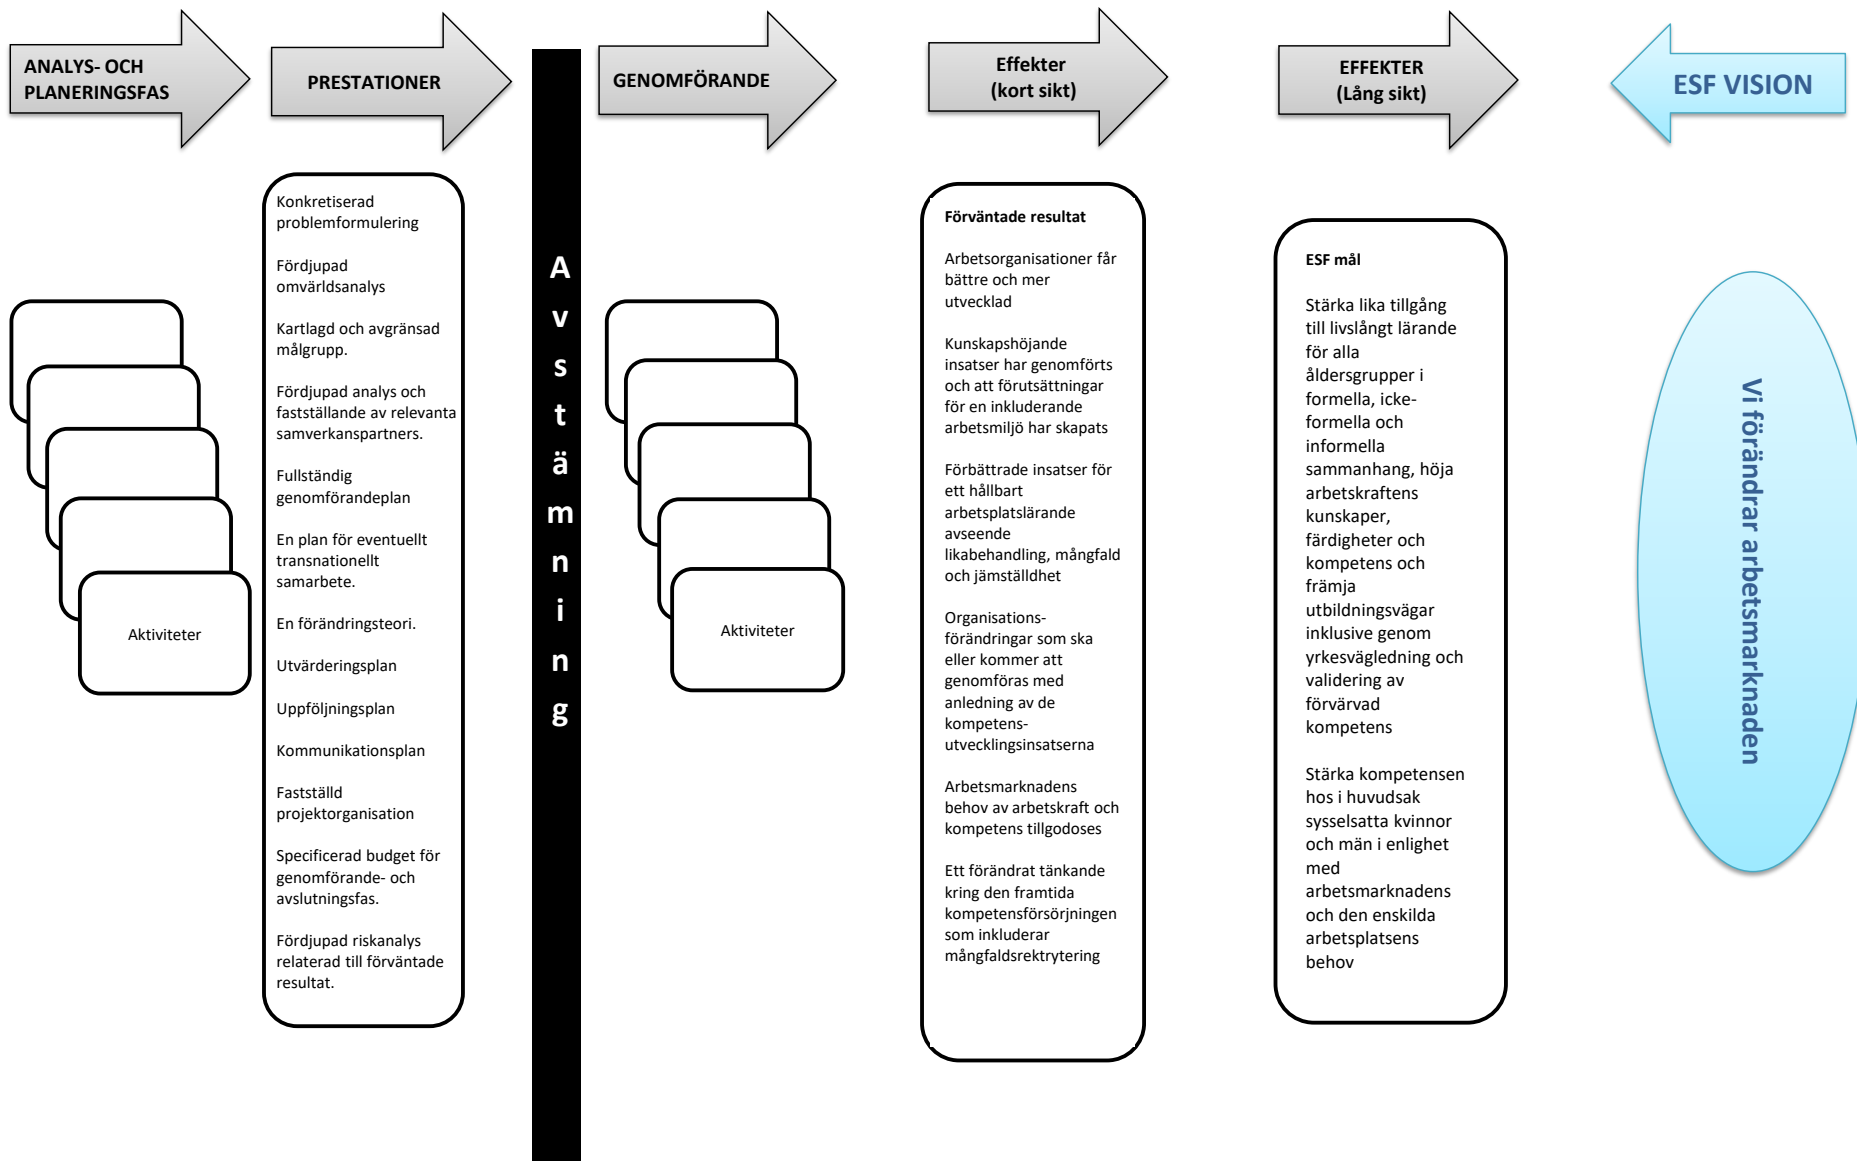 ANALYS- OCH
PLANERINGSFAS
PRESTATIONER
GENOMFÖRANDE
Effekter
(kort sikt)
EFFEKTER
(Lång sikt)
ESF VISION
Aktiviteter
Konkretiserad
problemformulering
Fördjupad
omvärldsanalys
Kartlagd och avgränsad
målgrupp.
Fördjupad analys och
fastställande av relevanta
samverkanspartners.
Fullständig
genomförandeplan
En plan för eventuellt
transnationellt
samarbete.
En förändringsteori.
Utvärderingsplan
Uppföljningsplan
Kommunikationsplan
Fastställd
projektorganisation
Specificerad budget för
genomförande- och
avslutningsfas.
Fördjupad riskanalys
relaterad till förväntade
resultat.
A
v
s
t
ä
m
n
i
n
g
Aktiviteter
Förväntade resultat
Arbetsorganisationer får
bättre och mer
utvecklad
Kunskapshöjande
insatser har genomförts
och att förutsättningar
för en inkluderande
arbetsmiljö har skapats
Förbättrade insatser för
ett hållbart
arbetsplatslärande
avseende
likabehandling, mångfald
och jämställdhet
Organisations-
förändringar som ska
eller kommer att
genomföras med
anledning av de
kompetens-
utvecklingsinsatserna
Arbetsmarknadens
behov av arbetskraft och
kompetens tillgodoses
Ett förändrat tänkande
kring den framtida
kompetensförsörjningen
som inkluderar
mångfaldsrektrytering
ESF mål
Stärka lika tillgång
till livslångt lärande
för alla
åldersgrupper i
formella, icke-
formella och
informella
sammanhang, höja
arbetskraftens
kunskaper,
färdigheter och
kompetens och
främja
utbildningsvägar
inklusive genom
yrkesvägledning och
validering av
förvärvad
kompetens
Stärka kompetensen
hos i huvudsak
sysselsatta kvinnor
och män i enlighet
med
arbetsmarknadens
och den enskilda
arbetsplatsens
behov
Vi förändrar arbetsmarknaden